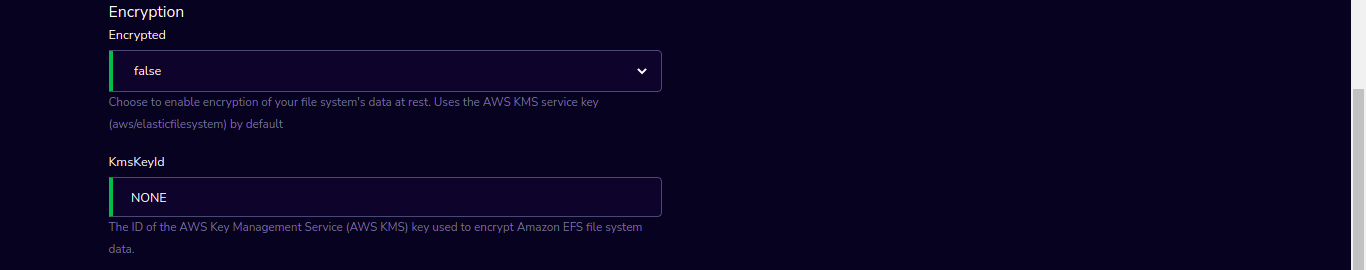 Encryption
Encrypted
false
Choose to enable encryption of your file system's data at rest. Uses the AWS KMS service key
(aws/elasticfilesystem) by default
KmsKeyId
NONE
The ID of the AWS Key Management Service (AWS KMS) key used to encrypt Amazon EFS file system
data.